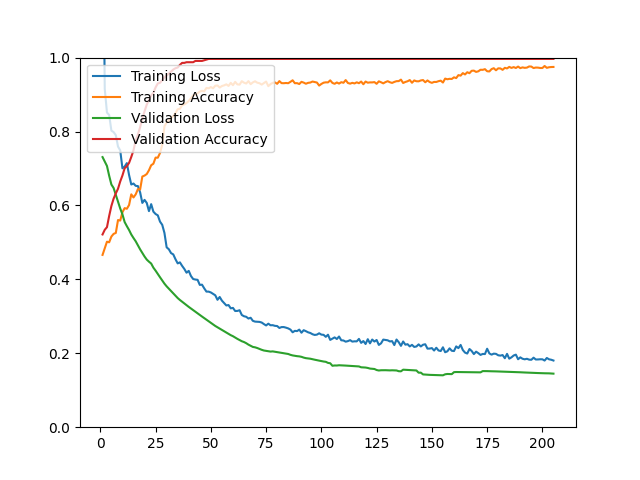 1.0
0.8
0.6
0.4
0.2
0.0
Training Loss
Training Accuracy
Validation Loss
Validation Accuracy
0 25 50 75 100 125 150 175 200